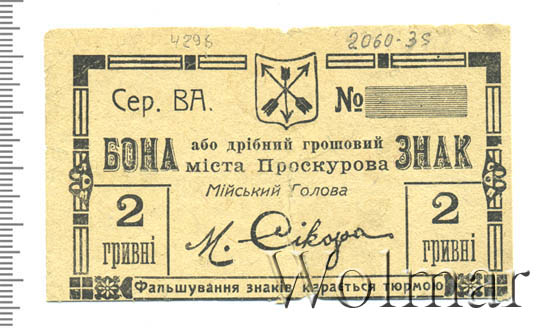 4296
2060-35
Сер. ВА. №
БОНА або дрібний грошовий ЗНАК
міста Проскурова
Мійський Голова
2 гривні М. Сікора 2 гривні
Фальшування знаків карається тюрмою
Wolmar